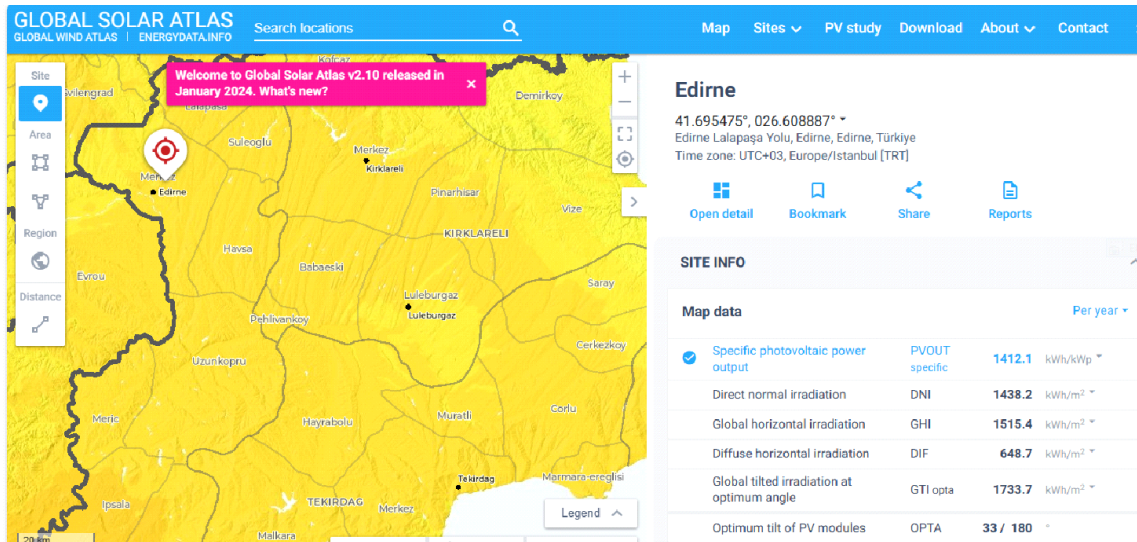 GLOBAL SOLAR ATLAS
GLOBAL WIND ATLAS | ENERGYDATA.INFO
Search locations
Map
Sites
PV study
Download
About
Contact
Site
Area
Region
Distance
Welcome to Global Solar Atlas v2.10 released in
January 2024. What's new?
×
Kofcaz
Svilengrad
Lalapasa
Demirkoy
Suleoglu
Merkez
Kirklareli
Merkez
Edirne
Pinarhisar
Vize
KIRKLARELI
Havsa
Babaeski
Evrou
Saray
Luleburgaz
Luleburgaz
Pehlivankoy
Cerkezkoy
Uzunkopru
Meric
Hayrabolu
Muratli
Corlu
Tekirdag
Marmara-ereglisi
Ipsala
TEKIRDAG
Merkez
Malkara
20 km
Legend
Edirne
41.695475°, 026.608887°
Edirne Lalapaşa Yolu, Edirne, Edirne, Türkiye
Time zone: UTC+03, Europe/Istanbul [TRT]
Open detail
Bookmark
Share
Reports
SITE INFO
Map data
Per year
Specific photovoltaic power
output
PVOUT
specific
1412.1 kWh/kWp
Direct normal irradiation DNI 1438.2 kWh/m²
Global horizontal irradiation GHI 1515.4 kWh/m²
Diffuse horizontal irradiation DIF 648.7 kWh/m²
Global tilted irradiation at
optimum angle
GTI opta 1733.7 kWh/m²
Optimum tilt of PV modules OPTA 33 / 180 °